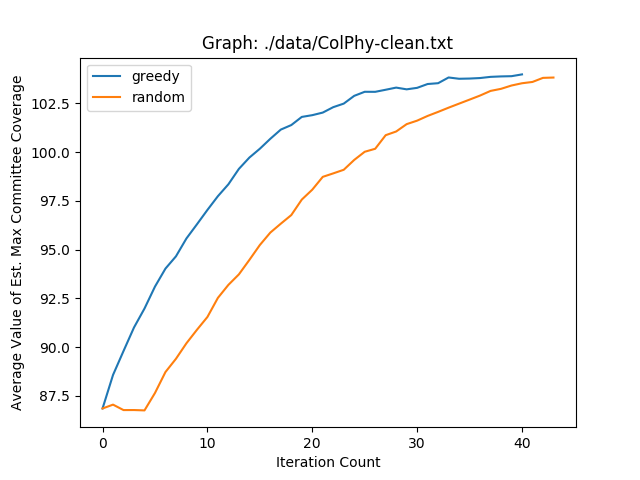 Graph: ./data/ColPhy-clean.txt
greedy
random
Average Value of Est. Max Committee Coverage
102.5
100.0
97.5
95.0
92.5
90.0
87.5
0 10 20 30 40
Iteration Count